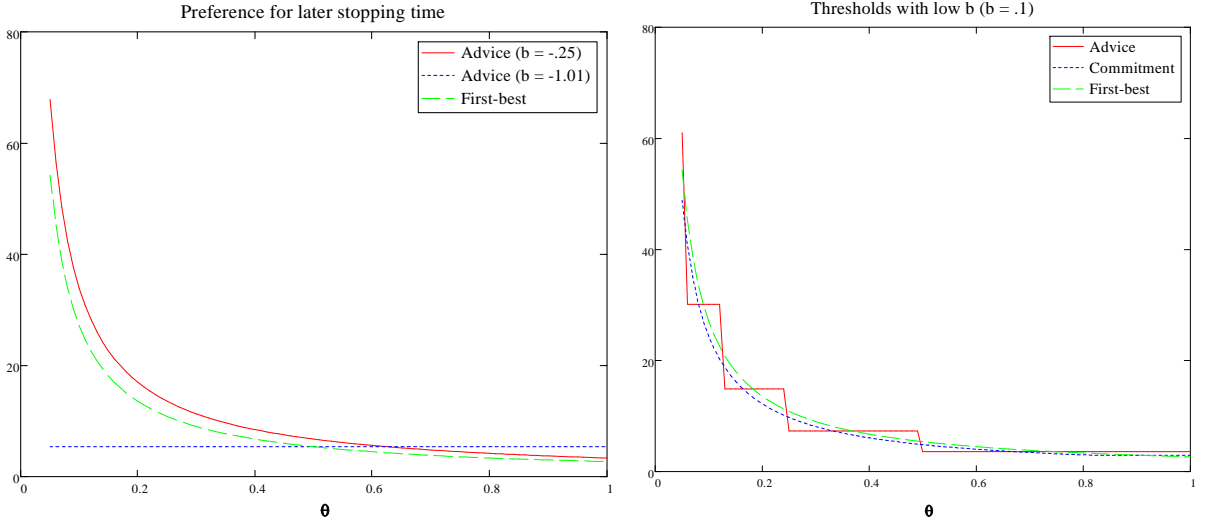 Preference for later stopping time
80
60
40
20
0
0
0.2
0.4
0.6
0.8
1
θ
Advice (b = -.25)
Advice (b = -1.01)
First-best
Thresholds with low b (b = .1)
80
60
40
20
0
0
0.2
0.4
0.6
0.8
1
θ
Advice
Commitment
First-best